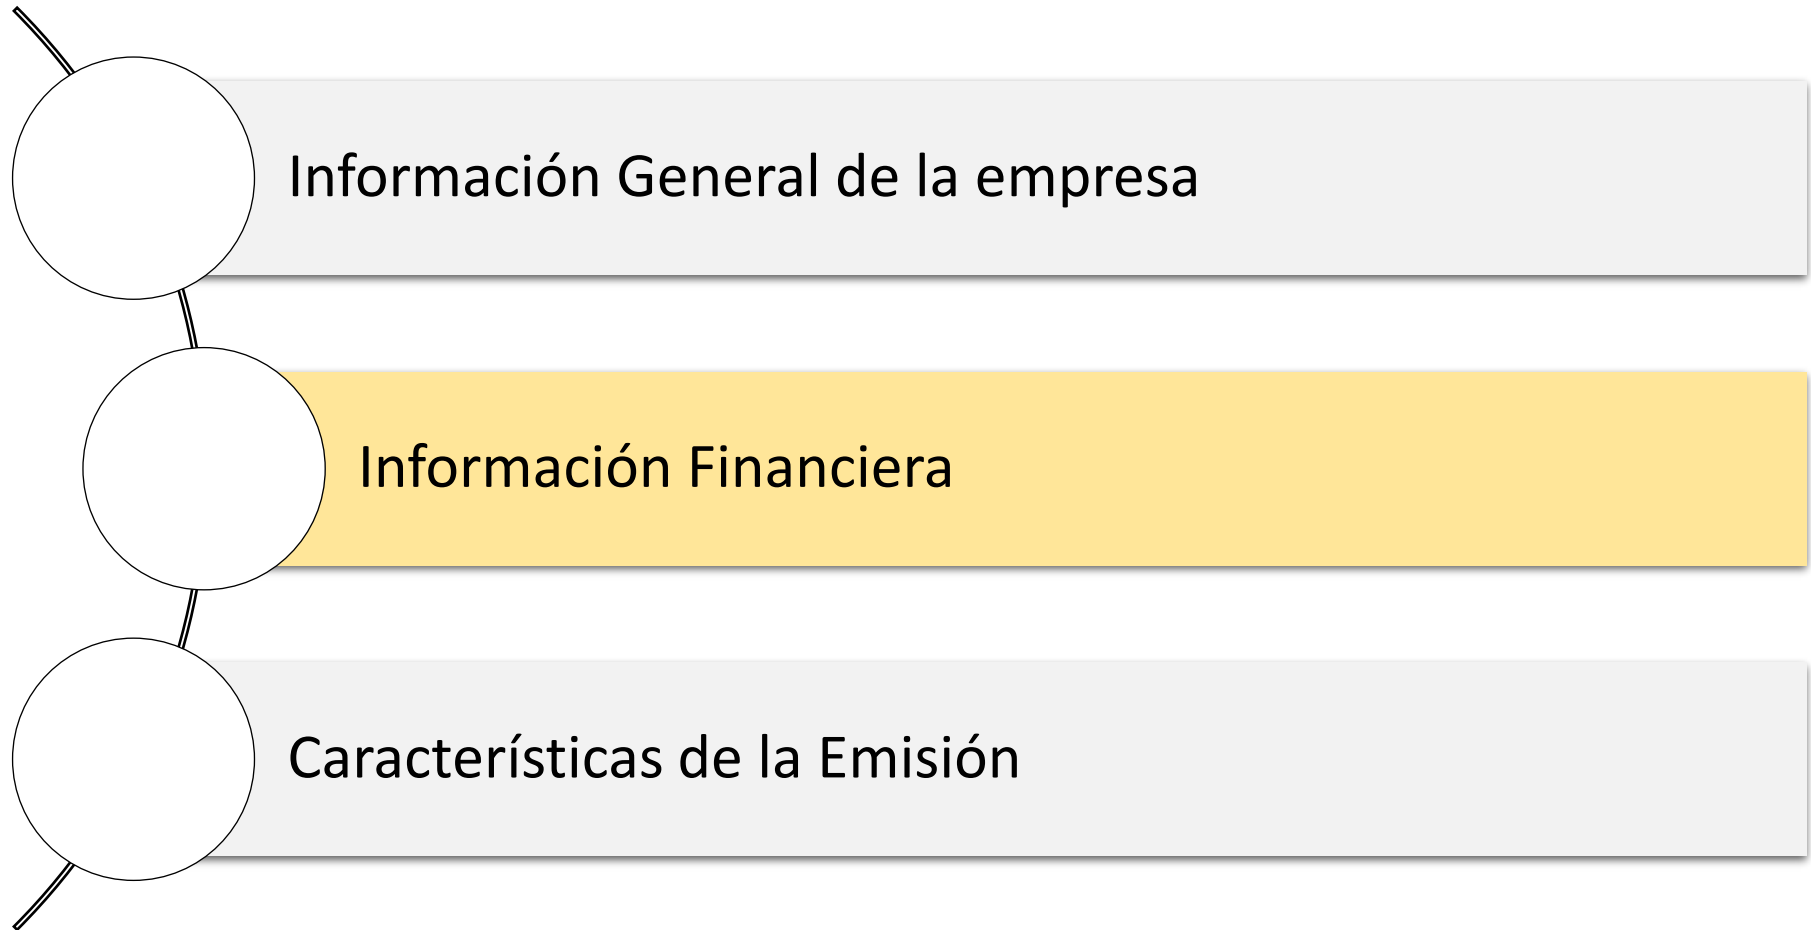 Información General de la empresa
Información Financiera
Características de la Emisión